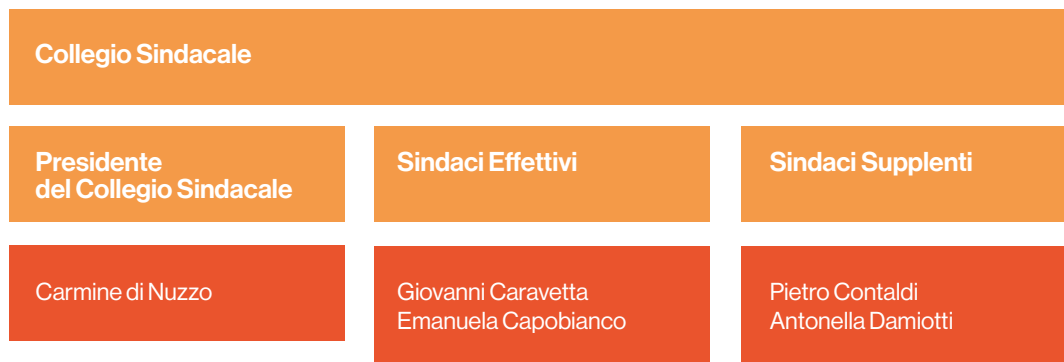 Collegio Sindacale
Presidente
del Collegio Sindacale
Carmine di Nuzzo
Sindaci Effettivi
Giovanni Caravetta
Emanuela Capobianco
Sindaci Supplenti
Pietro Contaldi
Antonella Damiotti